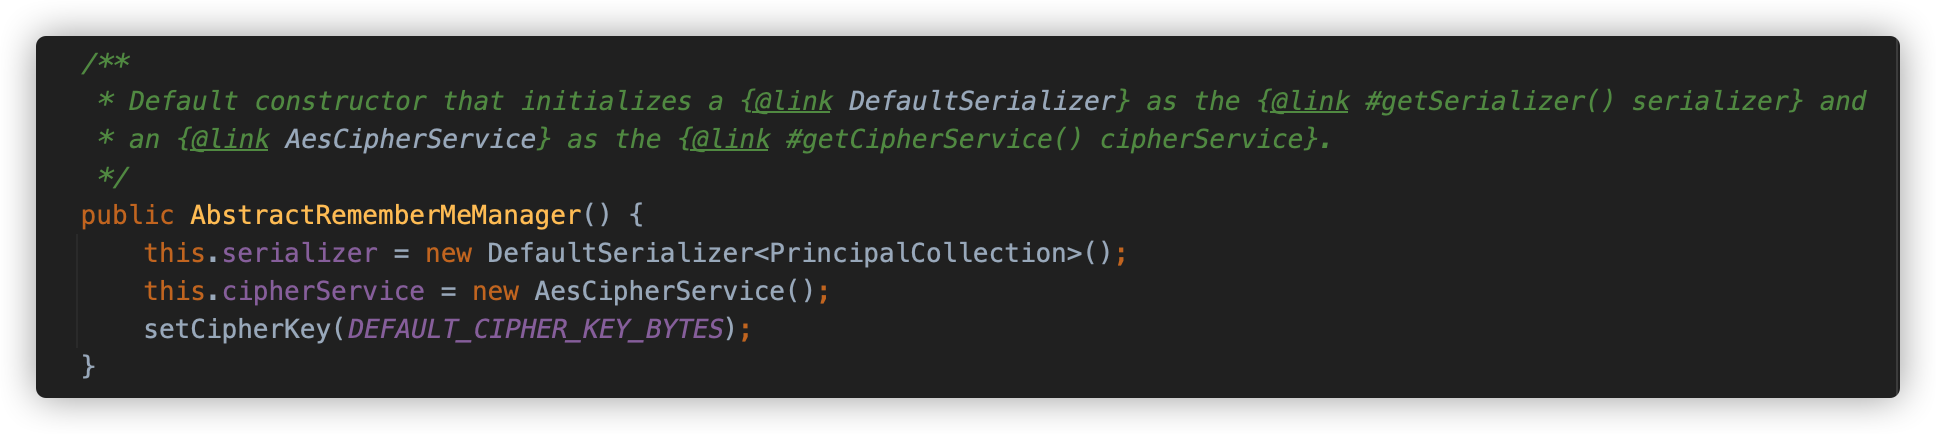 /**
 * Default constructor that initializes a {@link DefaultSerializer} as the {@link #getSerializer() serializer} and
 * an {@link AesCipherService} as the {@link #getCipherService() cipherService}.
 */
public AbstractRememberMeManager() {
    this.serializer = new DefaultSerializer<PrincipalCollection>();
    this.cipherService = new AesCipherService();
    setCipherKey(DEFAULT_CIPHER_KEY_BYTES);
}